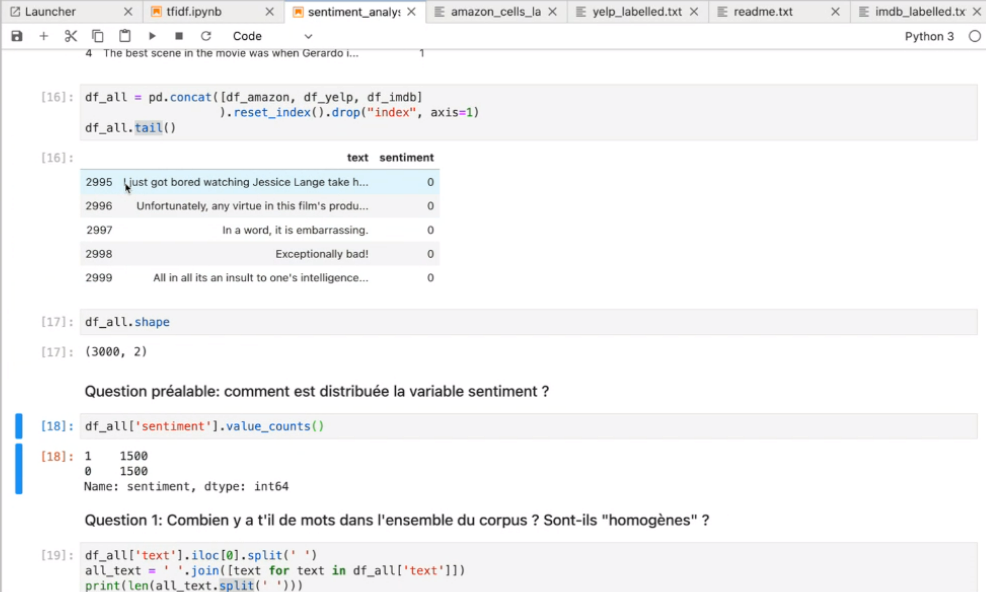 Launcher
tfidf.ipynb
sentiment_analys
amazon_cells_la
yelp_labelled.txt
readme.txt
imdb_labelled.tx
Code
Python 3
4 The best scene in the movie was when Gerardo i... 1
[16]: df_all = pd.concat([df_amazon, df_yelp, df_imdb]
).reset_index().drop("index", axis=1)
df_all.tail()
[16]: text sentiment
2995 I just got bored watching Jessice Lange take h... 0
2996 Unfortunately, any virtue in this film's produ... 0
2997 In a word, it is embarrassing. 0
2998 Exceptionally bad! 0
2999 All in all its an insult to one's intelligence... 0
[17]: df_all.shape
[17]: (3000, 2)
Question préalable: comment est distribuée la variable sentiment ?
[18]: df_all['sentiment'].value_counts()
[18]: 1 1500
0 1500
Name: sentiment, dtype: int64
Question 1: Combien y a t'il de mots dans l'ensemble du corpus ? Sont-ils "homogènes" ?
[19]: df_all['text'].iloc[0].split(' ')
all_text = ' '.join([text for text in df_all['text']])
print(len(all_text.split(' ')))